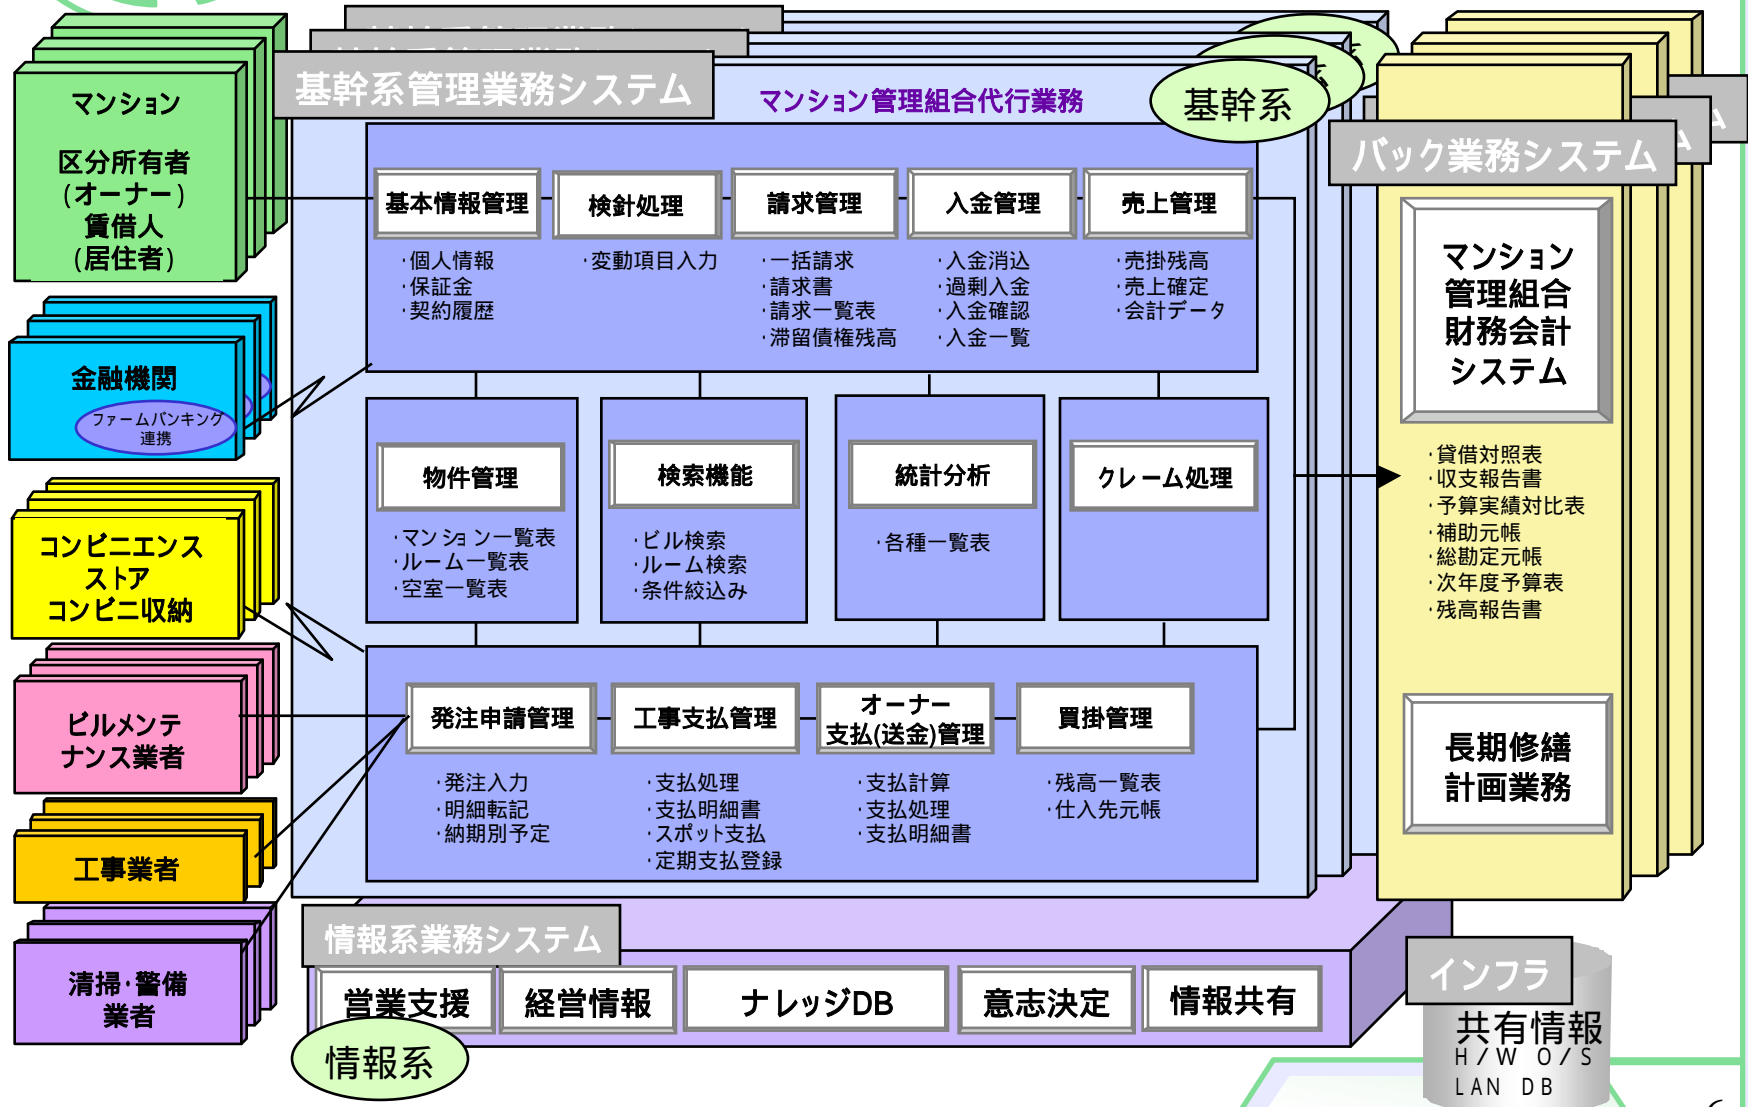 基幹系管理業務システム
マンション管理組合代行業務
基幹系
マンション
区分所有者
(オーナー)
賃借人
(居住者)
金融機関
ファームバンキング
連携
コンビニエンス
ストア
コンビニ収納
ビルメンテ
ナンス業者
工事業者
清掃･警備
業者
基本情報管理
･個人情報
･保証金
･契約履歴
検針処理
･変動項目入力
請求管理
･一括請求
･請求書
･請求一覧表
･滞留債権残高
入金管理
･入金消込
･過剰入金
･入金確認
･入金一覧
売上管理
･売掛残高
･売上確定
･会計データ
物件管理
･マンション一覧表
･ルーム一覧表
･空室一覧表
検索機能
･ビル検索
･ルーム検索
･条件絞込み
統計分析
･各種一覧表
クレーム処理
発注申請管理
･発注入力
･明細転記
･納期別予定
工事支払管理
･支払処理
･支払明細書
･スポット支払
･定期支払登録
オーナー
支払(送金)管理
･支払計算
･支払処理
･支払明細書
買掛管理
･残高一覧表
･仕入先元帳
バック業務システム
マンション
管理組合
財務会計
システム
･貸借対照表
･収支報告書
･予算実績対比表
･補助元帳
･総勘定元帳
･次年度予算表
･残高報告書
長期修繕
計画業務
情報系業務システム
営業支援
経営情報
ナレッジDB
意志決定
情報共有
情報系
インフラ
共有情報
H/W O/S
LAN DB